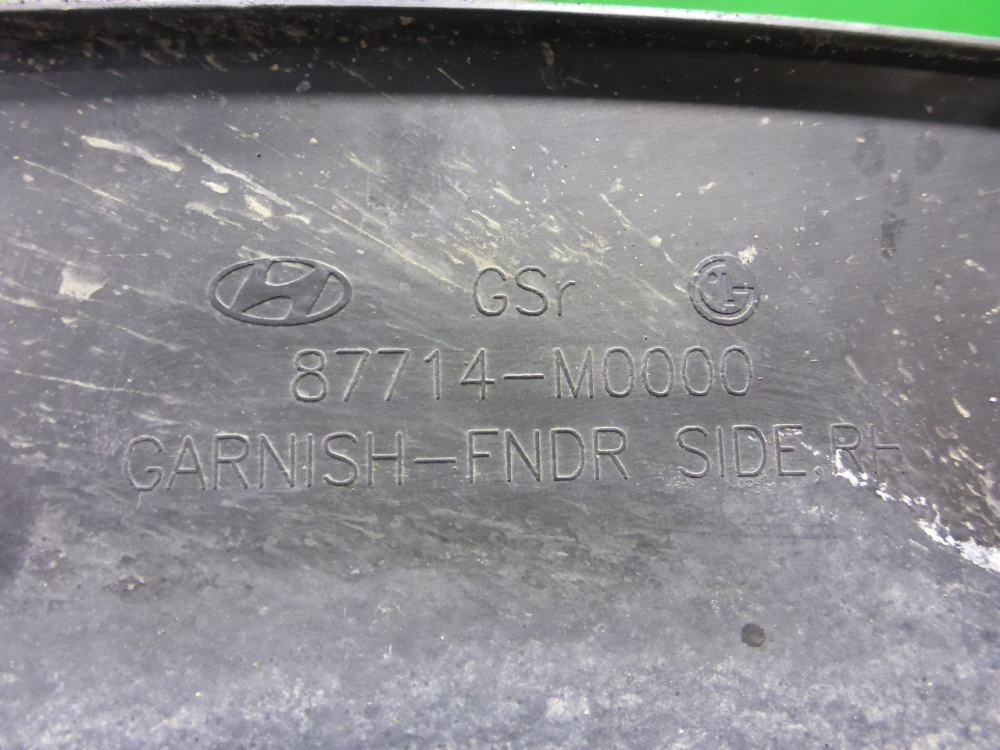 GSr
87714-M0000
GARNISH-FNDR SIDE.RH